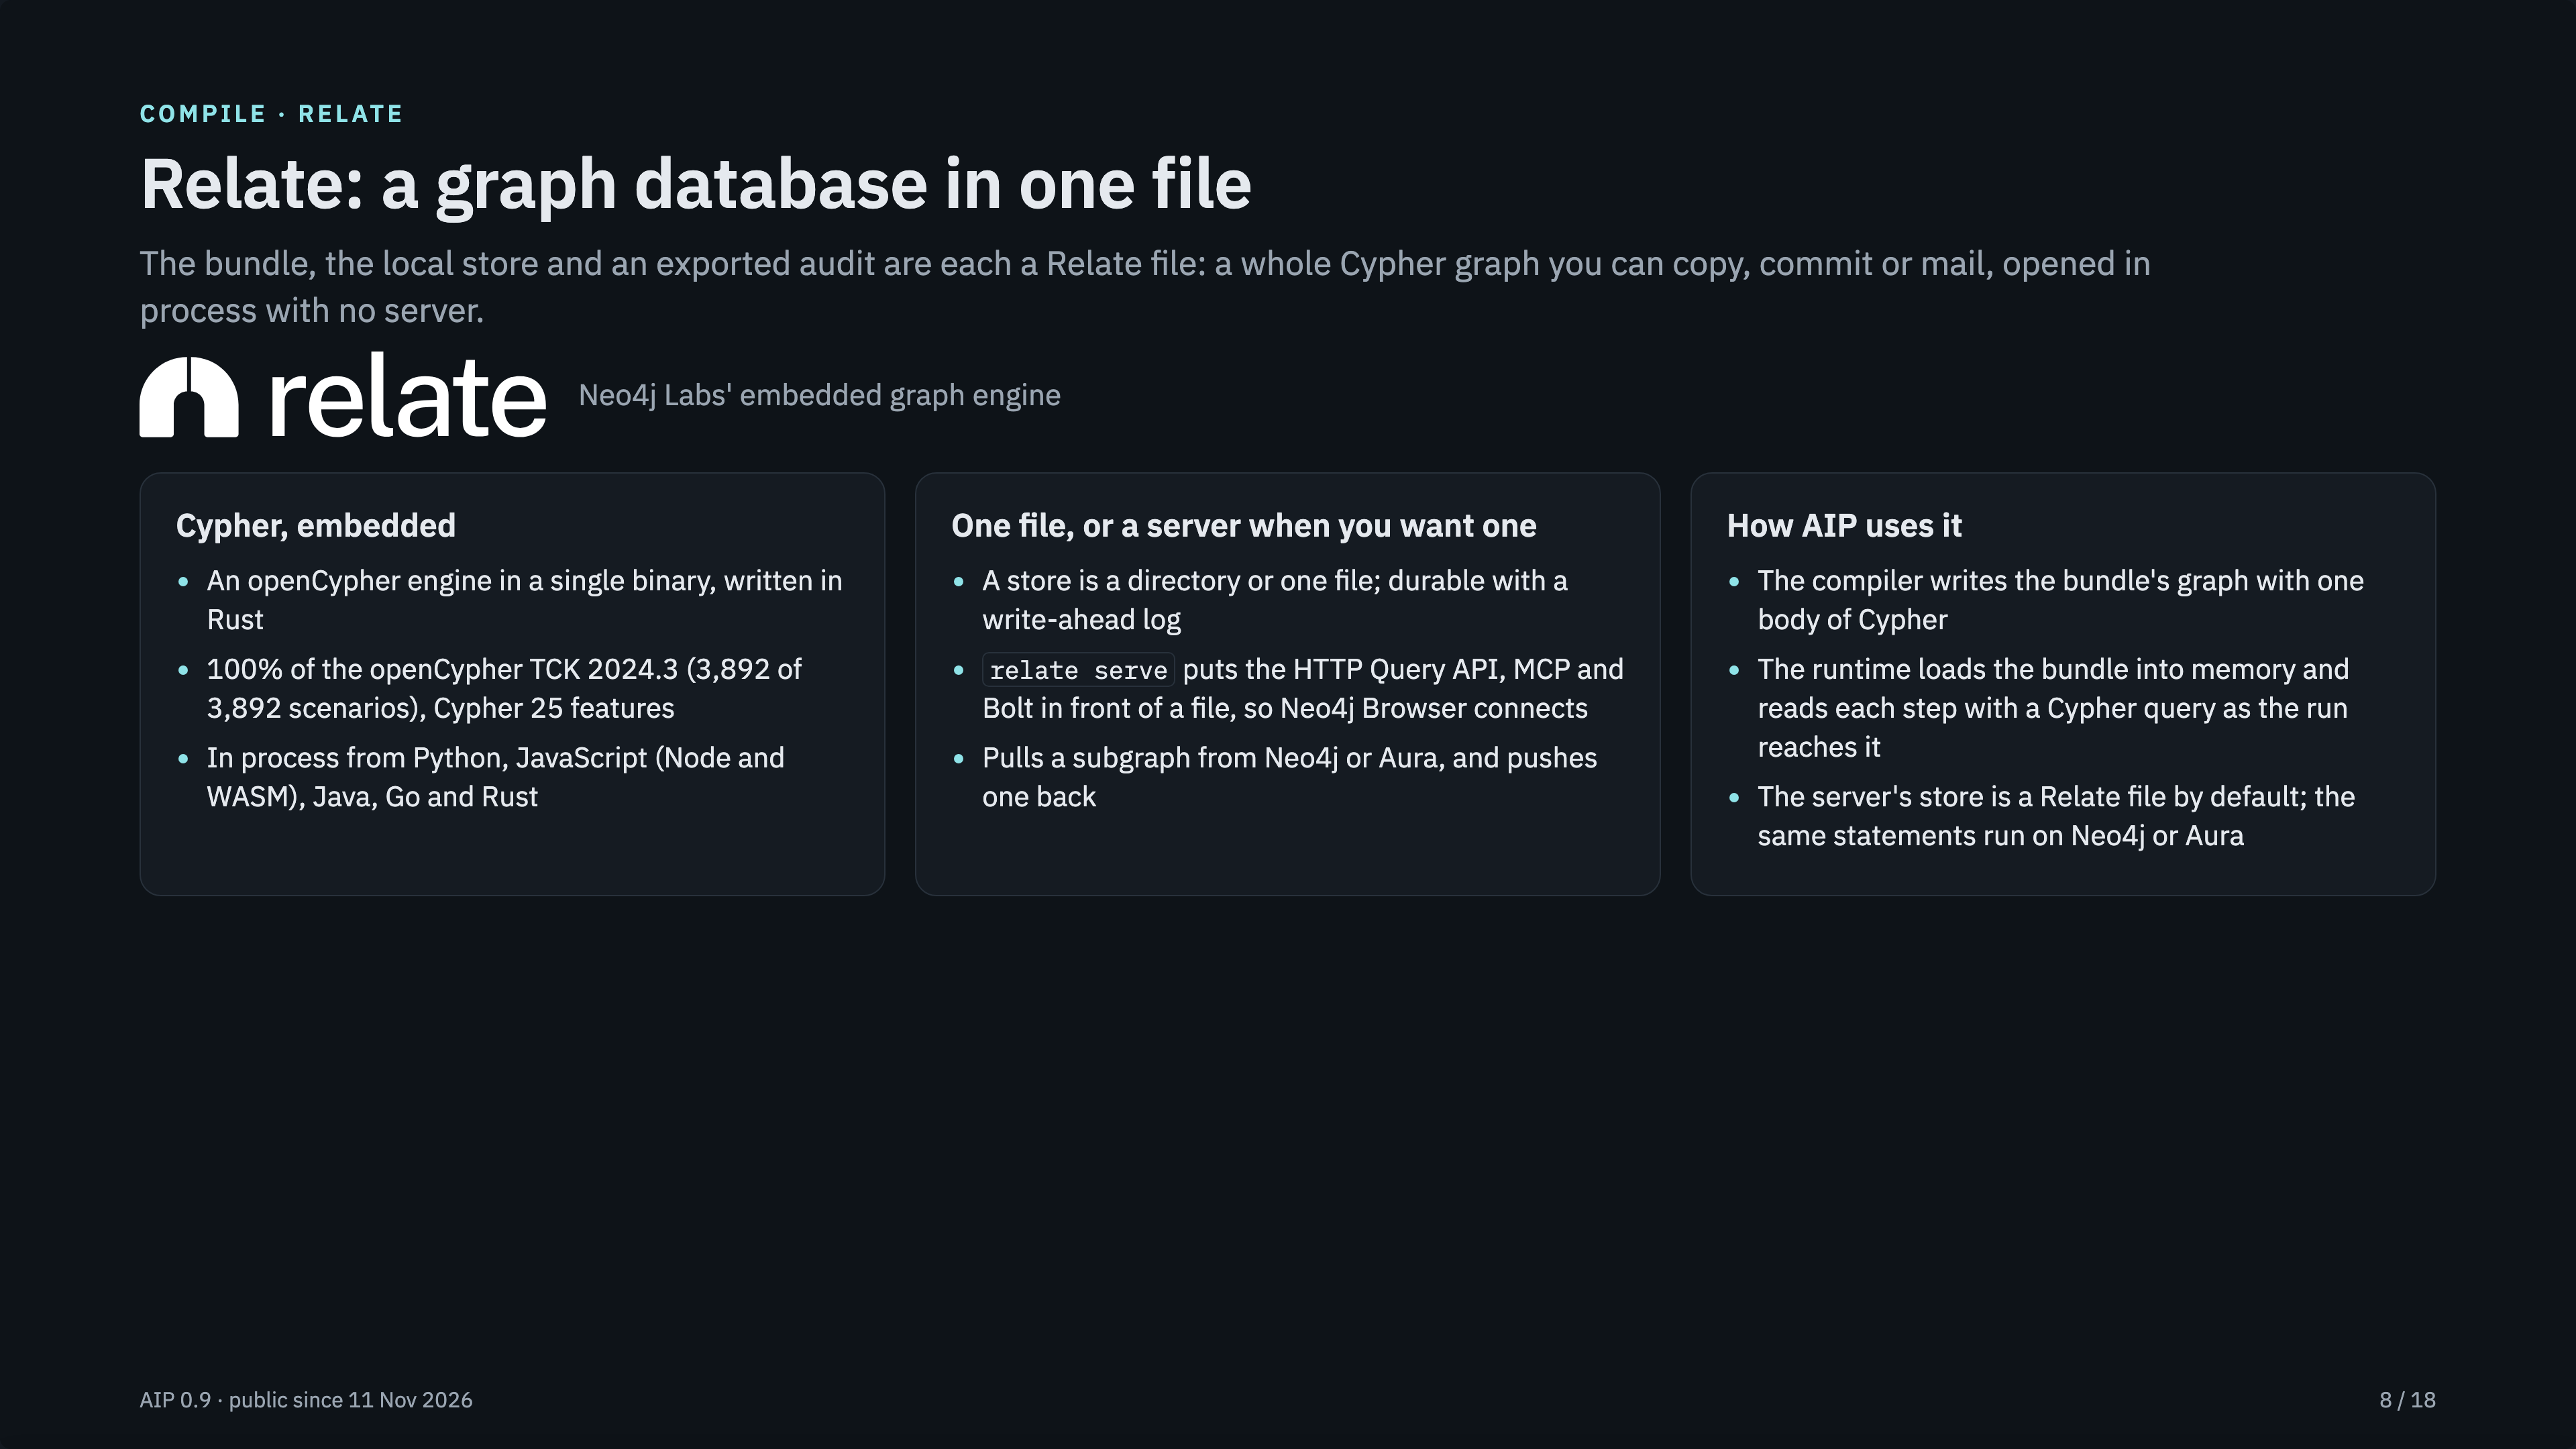 COMPILE · RELATE
Relate: a graph database in one file
The bundle, the local store and an exported audit are each a Relate file: a whole Cypher graph you can copy, commit or mail, opened in
process with no server.
relate
Neo4j Labs' embedded graph engine
Cypher, embedded
• An openCypher engine in a single binary, written in
Rust
• 100% of the openCypher TCK 2024.3 (3,892 of
3,892 scenarios), Cypher 25 features
• In process from Python, JavaScript (Node and
WASM), Java, Go and Rust
One file, or a server when you want one
• A store is a directory or one file; durable with a
write-ahead log
• relate serve puts the HTTP Query API, MCP and
Bolt in front of a file, so Neo4j Browser connects
• Pulls a subgraph from Neo4j or Aura, and pushes
one back
How AIP uses it
• The compiler writes the bundle's graph with one
body of Cypher
• The runtime loads the bundle into memory and
reads each step with a Cypher query as the run
reaches it
• The server's store is a Relate file by default; the
same statements run on Neo4j or Aura
AIP 0.9 · public since 11 Nov 2026
8 / 18